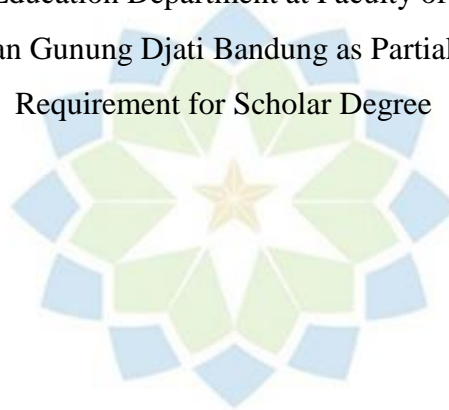 Education Department at Faculty of
an Gunung Djati Bandung as Partial
Requirement for Scholar Degree